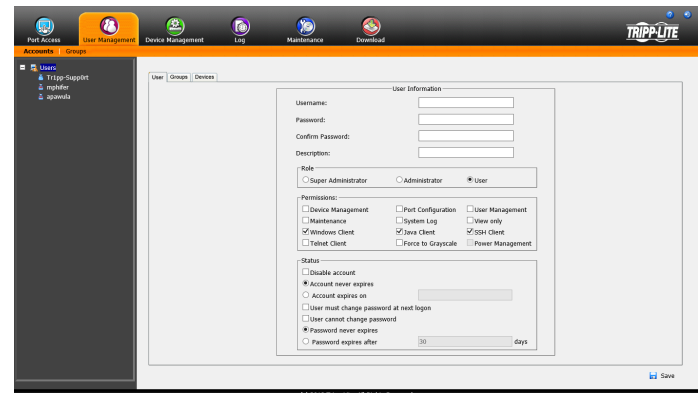 TRIPP·LITE
Port Access User Management Device Management Log Maintenance Download
Accounts Groups
Users
Tr1pp-Supp0rt
mphifer
apawula
User Groups Devices
User Information
Username:
Password:
Confirm Password:
Description:
Role
Super Administrator Administrator User
Permissions:
Device Management Port Configuration User Management
Maintenance System Log View only
Windows Client Java Client SSH Client
Telnet Client Force to Grayscale Power Management
Status
Disable account
Account never expires
Account expires on
User must change password at next logon
User cannot change password
Password never expires
Password expires after 30 days
Save